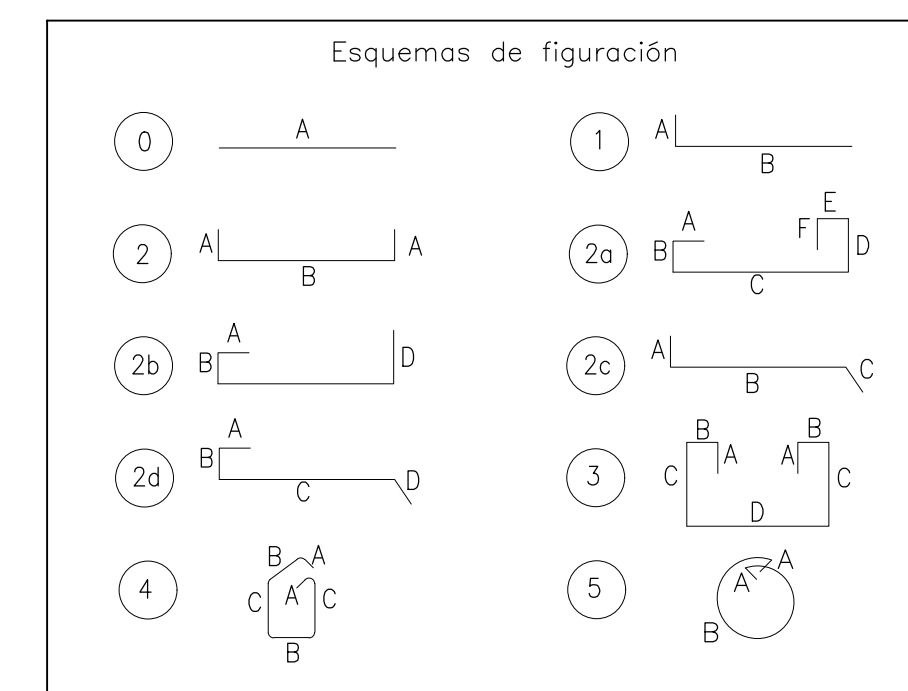 Esquemas de figuración
0 A
1 A B
2 A B A
2a A B C D E F
2b A B D
2c A B C
2d A B C D
3 B A C D A B C
4 B A C A C B
5 A A B